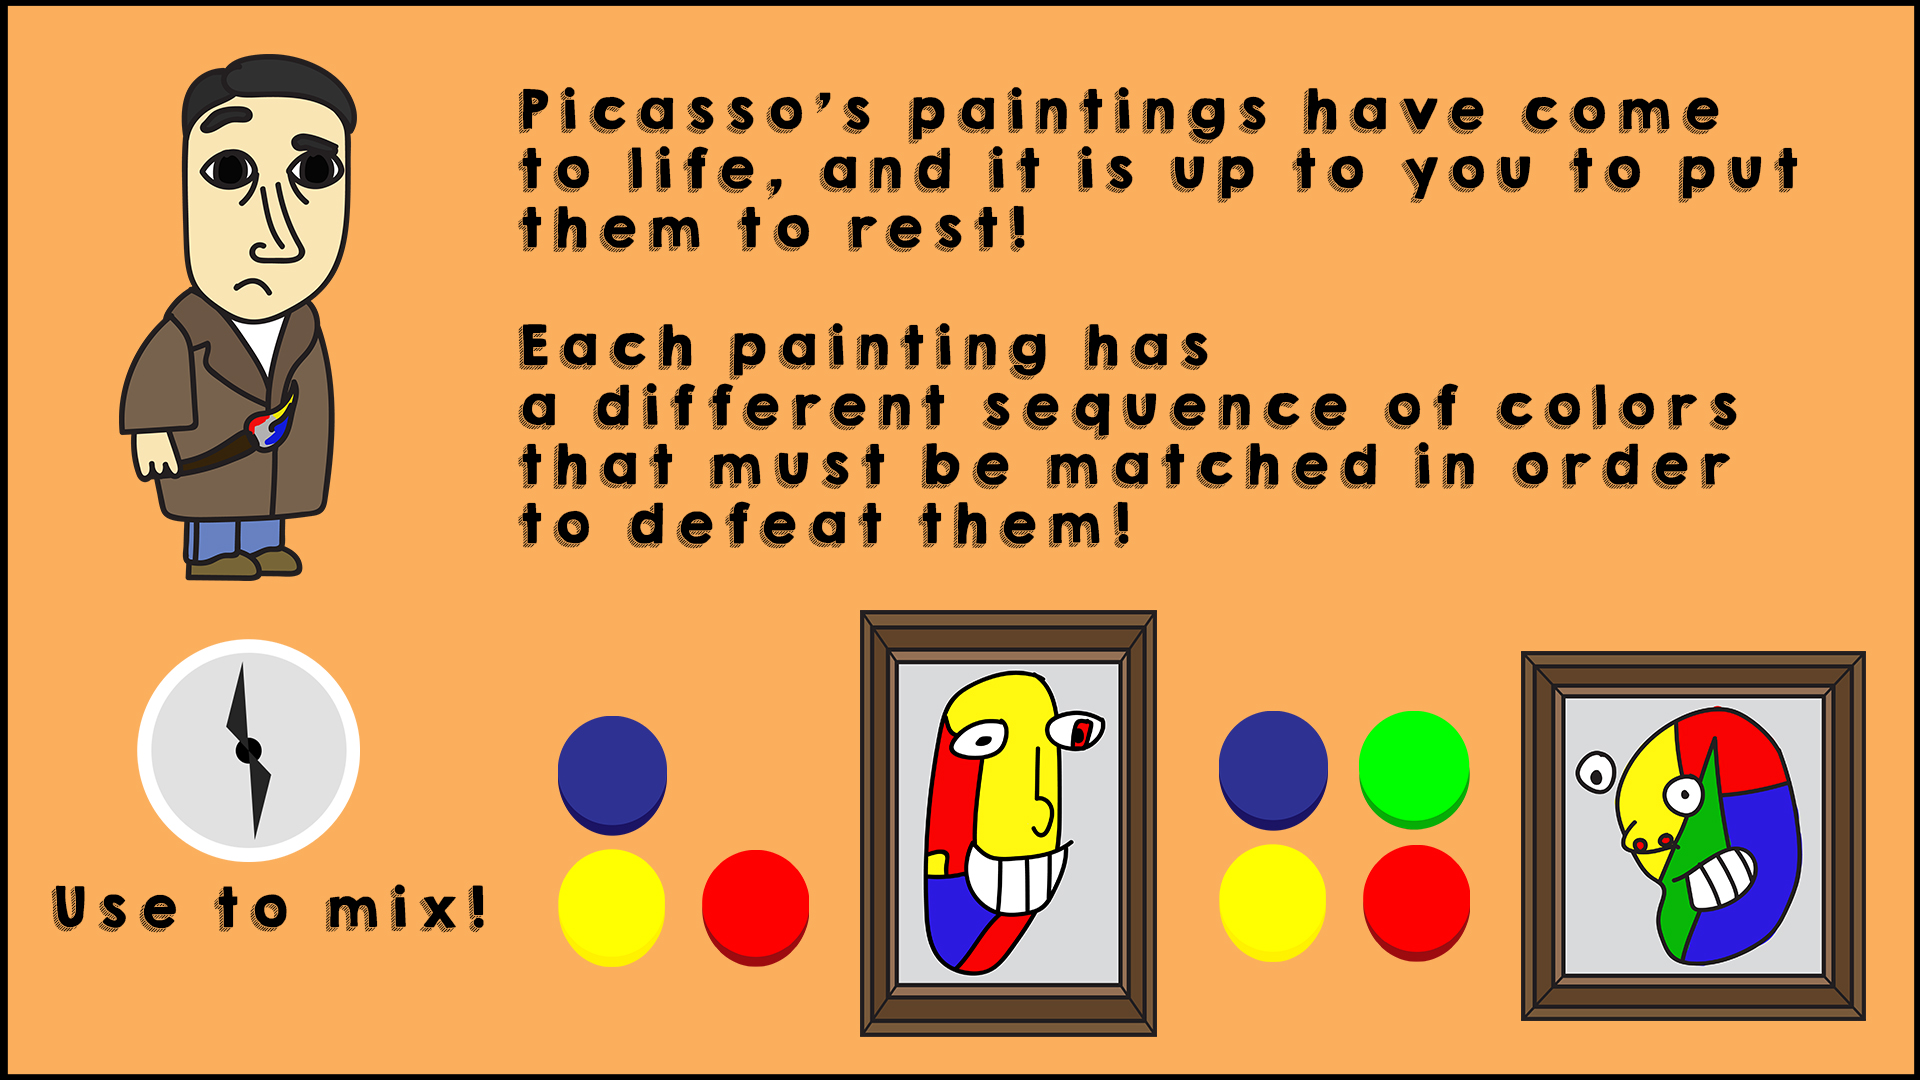 Picasso's paintings have come
to life, and it is up to you to put
them to rest!
Each painting has
a different sequence of colors
that must be matched in order
to defeat them!
Use to mix!